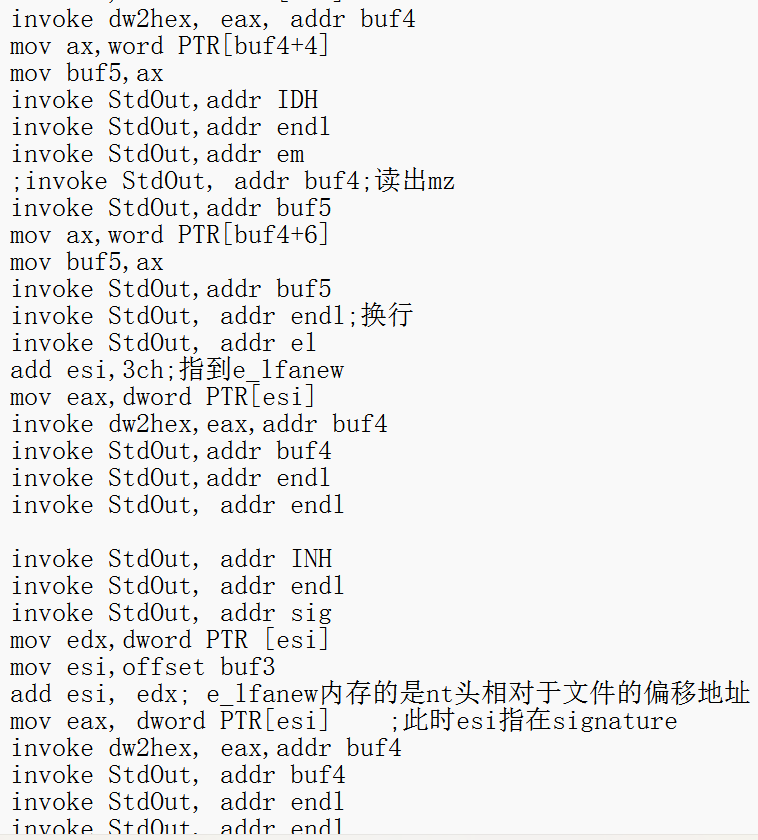 invoke dw2hex, eax, addr buf4
mov ax,word PTR[buf4+4]
mov buf5,ax
invoke StdOut,addr IDH
invoke StdOut,addr endl
invoke StdOut,addr em
;invoke StdOut, addr buf4;读出mz
invoke StdOut,addr buf5
mov ax,word PTR[buf4+6]
mov buf5,ax
invoke StdOut,addr buf5
invoke StdOut, addr endl;换行
invoke StdOut, addr el
add esi,3ch;指到e_lfanew
mov eax,dword PTR[esi]
invoke dw2hex,eax,addr buf4
invoke StdOut,addr buf4
invoke StdOut,addr endl
invoke StdOut, addr endl

invoke StdOut, addr INH
invoke StdOut, addr endl
invoke StdOut, addr sig
mov edx,dword PTR [esi]
mov esi,offset buf3
add esi, edx; e_lfanew内存的是nt头相对于文件的偏移地址
mov eax, dword PTR[esi]    ;此时esi指在signature
invoke dw2hex, eax,addr buf4
invoke StdOut, addr buf4
invoke StdOut, addr endl
invoke StdOut, addr endl